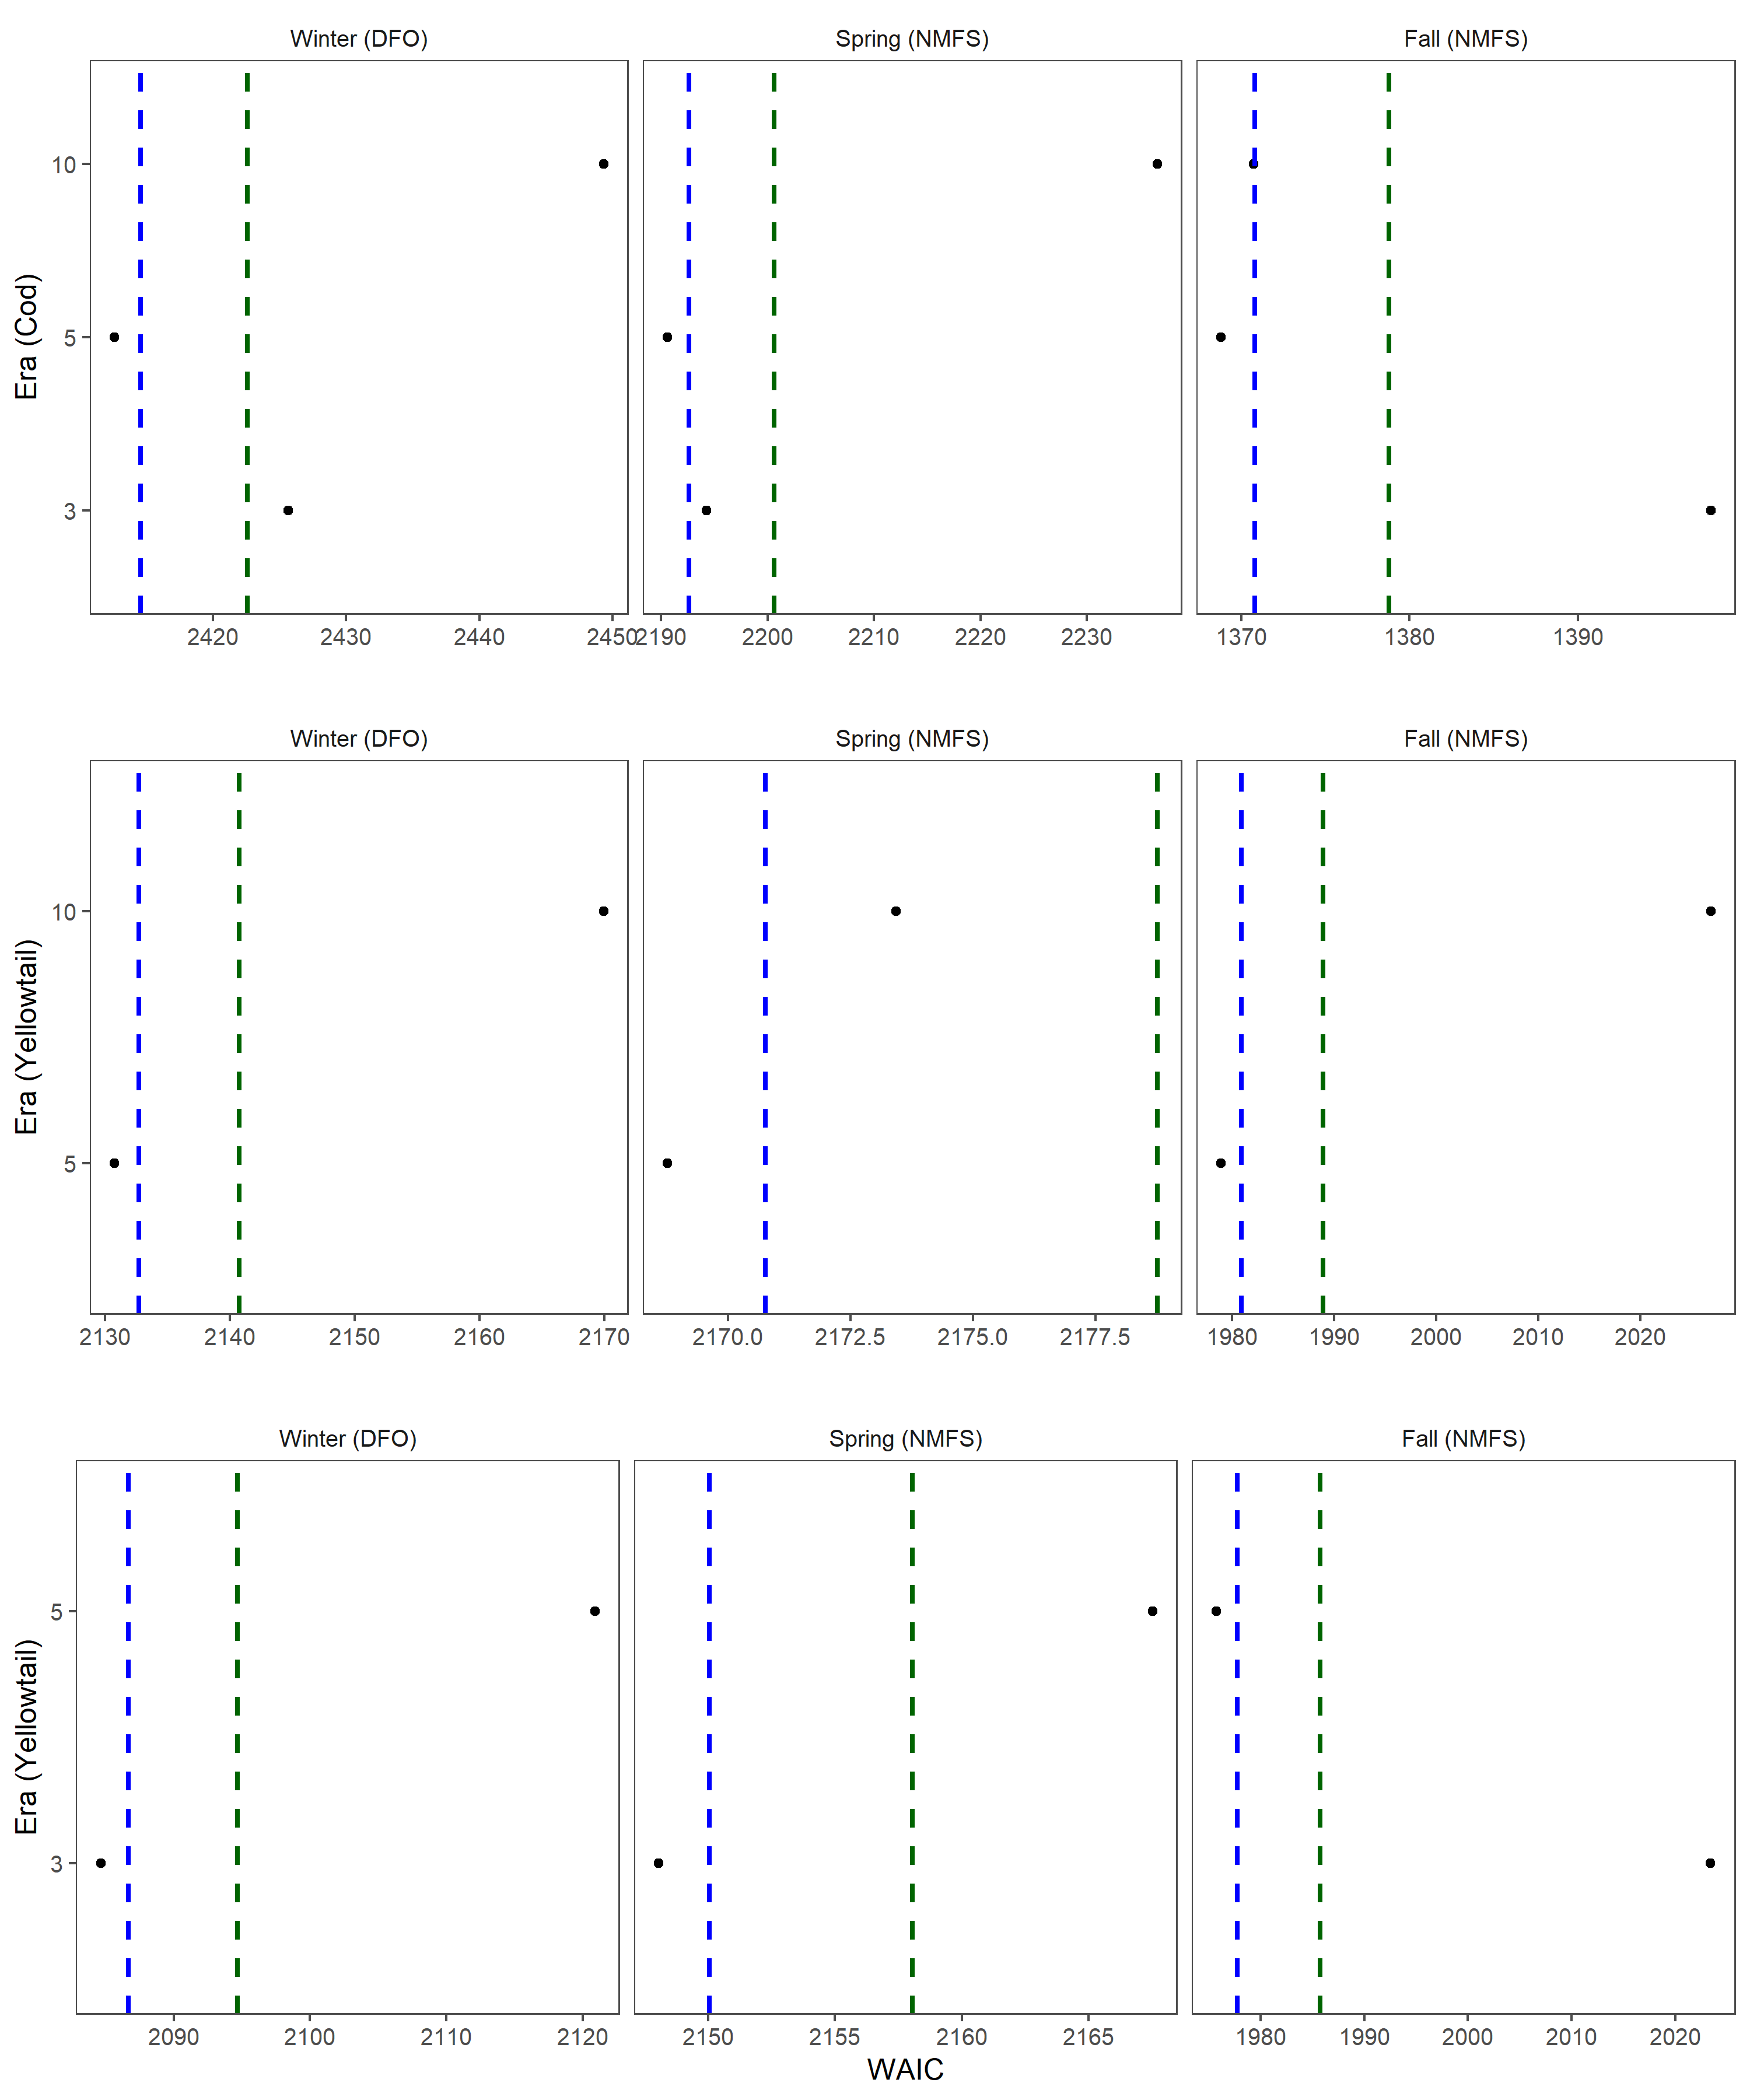 Winter (DFO) Spring (NMFS) Fall (NMFS)
Era (Cod)
10
5
3
2420 2430 2440 2450 2190 2200 2210 2220 2230 1370 1380 1390
Winter (DFO) Spring (NMFS) Fall (NMFS)
Era (Yellowtail)
10
5
2130 2140 2150 2160 2170 2170.0 2172.5 2175.0 2177.5 1980 1990 2000 2010 2020
Winter (DFO) Spring (NMFS) Fall (NMFS)
Era (Yellowtail)
5
3
2090 2100 2110 2120 2150 2155 2160 2165 1980 1990 2000 2010 2020
WAIC